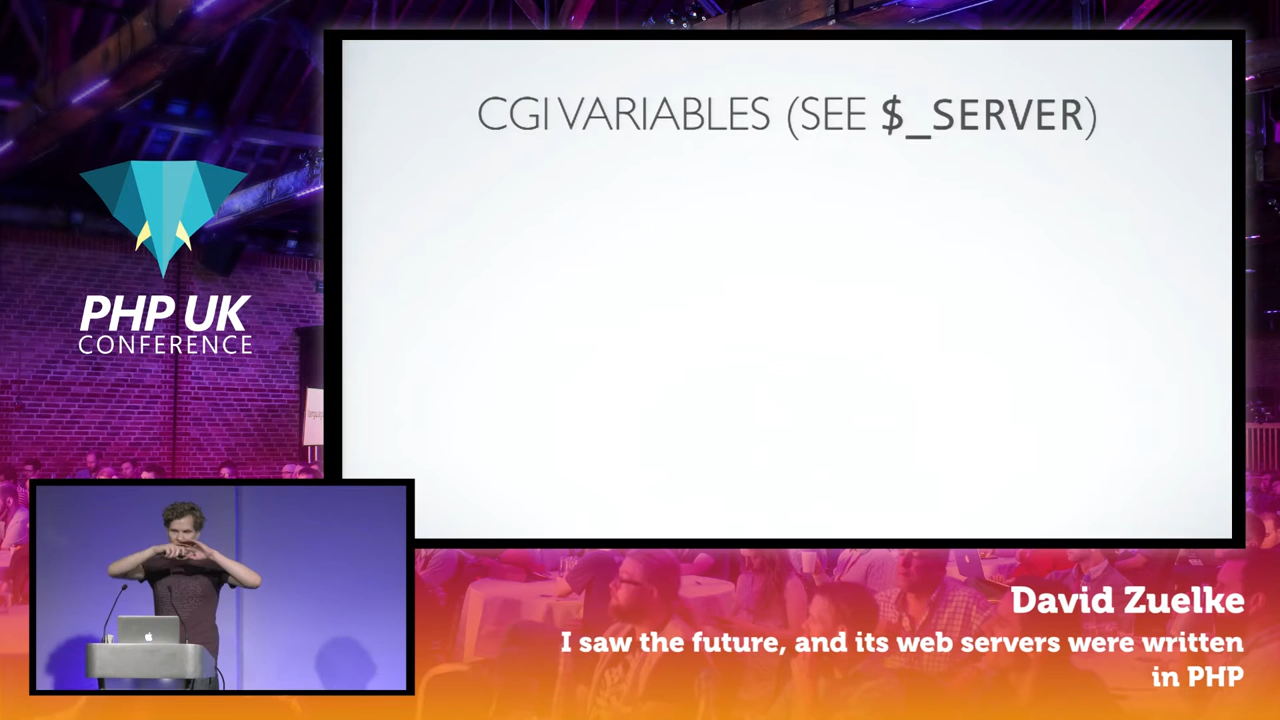 CGI VARIABLES (SEE $_SERVER)
PHP UK
CONFERENCE
David Zuelke
I saw the future, and its web servers were written
in PHP